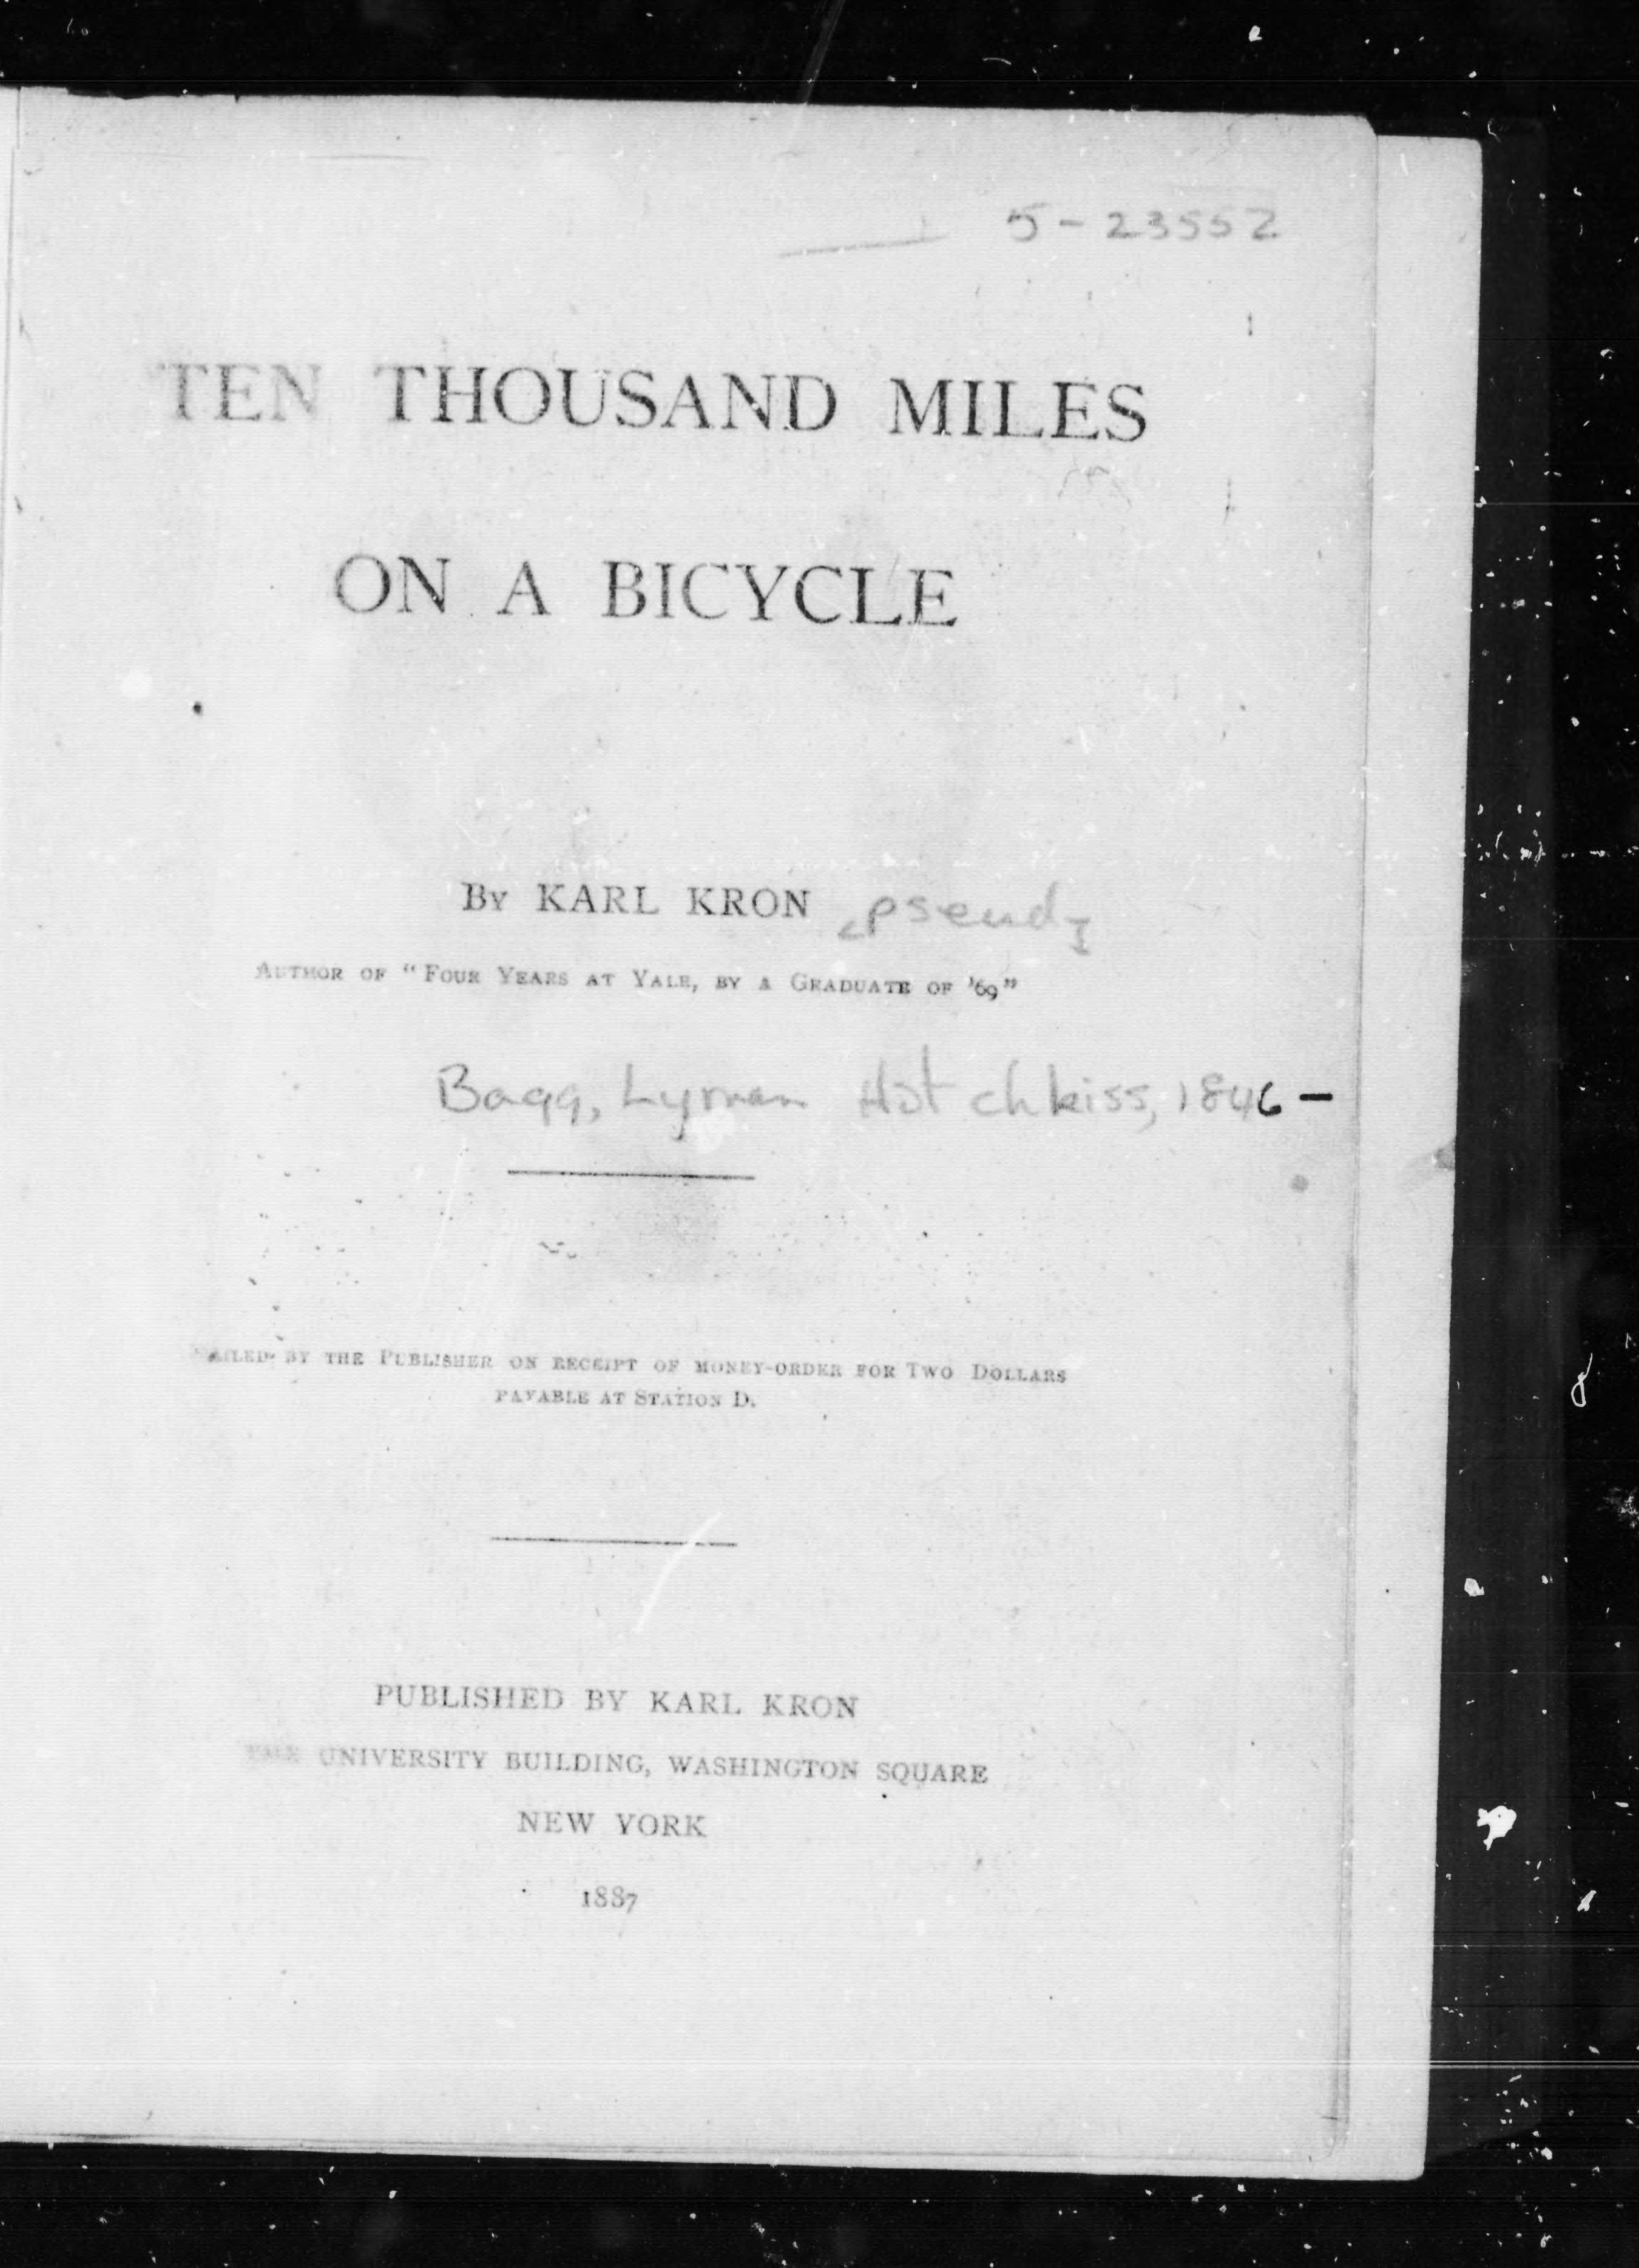 5-23552
TEN THOUSAND MILES
ON A BICYCLE
BY KARL KRON [pseud]
AUTHOR OF "FOUR YEARS AT YALE, BY A GRADUATE OF '69"
Bagg, Lyman Hotchkiss, 1846-
MAILED BY THE PUBLISHER ON RECEIPT OF MONEY-ORDER FOR TWO DOLLARS
PAYABLE AT STATION D.
PUBLISHED BY KARL KRON
UNIVERSITY BUILDING, WASHINGTON SQUARE
NEW YORK
1887